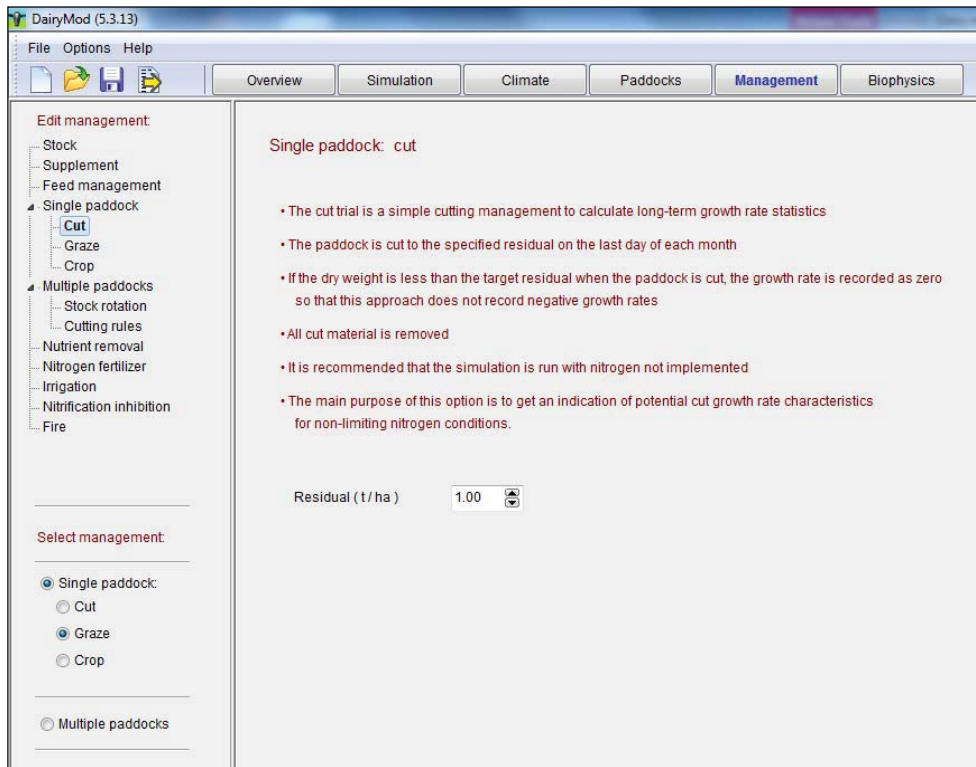 DairyMod (5.3.13)
File Options Help
Overview Simulation Climate Paddocks Management Biophysics
Edit management:
Stock
Supplement
Feed management
Single paddock
Cut
Graze
Crop
Multiple paddocks
Stock rotation
Cutting rules
Nutrient removal
Nitrogen fertilizer
Irrigation
Nitrification inhibition
Fire
Select management:
Single paddock:
Cut
Graze
Crop
Multiple paddocks
Single paddock: cut
• The cut trial is a simple cutting management to calculate long-term growth rate statistics
• The paddock is cut to the specified residual on the last day of each month
• If the dry weight is less than the target residual when the paddock is cut, the growth rate is recorded as zero
so that this approach does not record negative growth rates
• All cut material is removed
• It is recommended that the simulation is run with nitrogen not implemented
• The main purpose of this option is to get an indication of potential cut growth rate characteristics
for non-limiting nitrogen conditions.
Residual ( t / ha ) 1.00